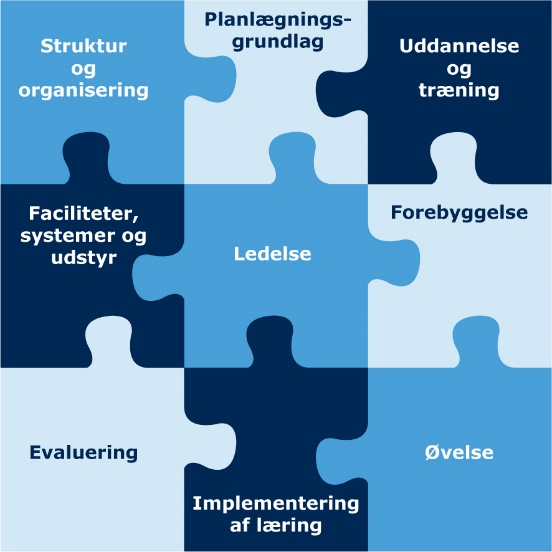 Struktur
og
organisering
Planlægnings-
grundlag
Uddannelse
og
træning
Faciliteter,
systemer og
udstyr
Ledelse
Forebyggelse
Evaluering
Implementering
af læring
Øvelse